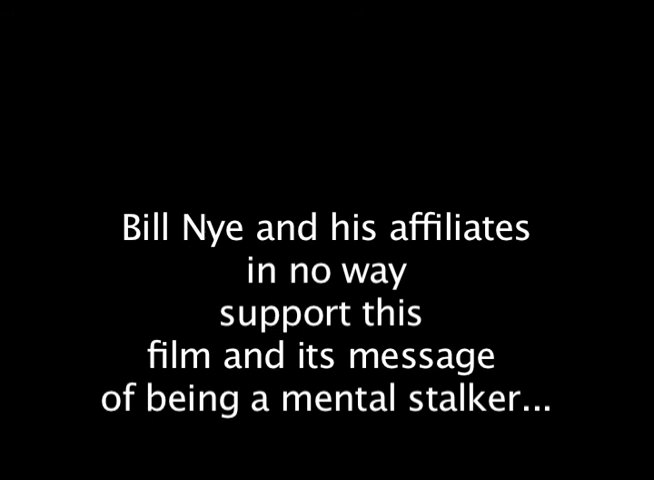 Bill Nye and his affiliates
in no way
support this
film and its message
of being a mental stalker...